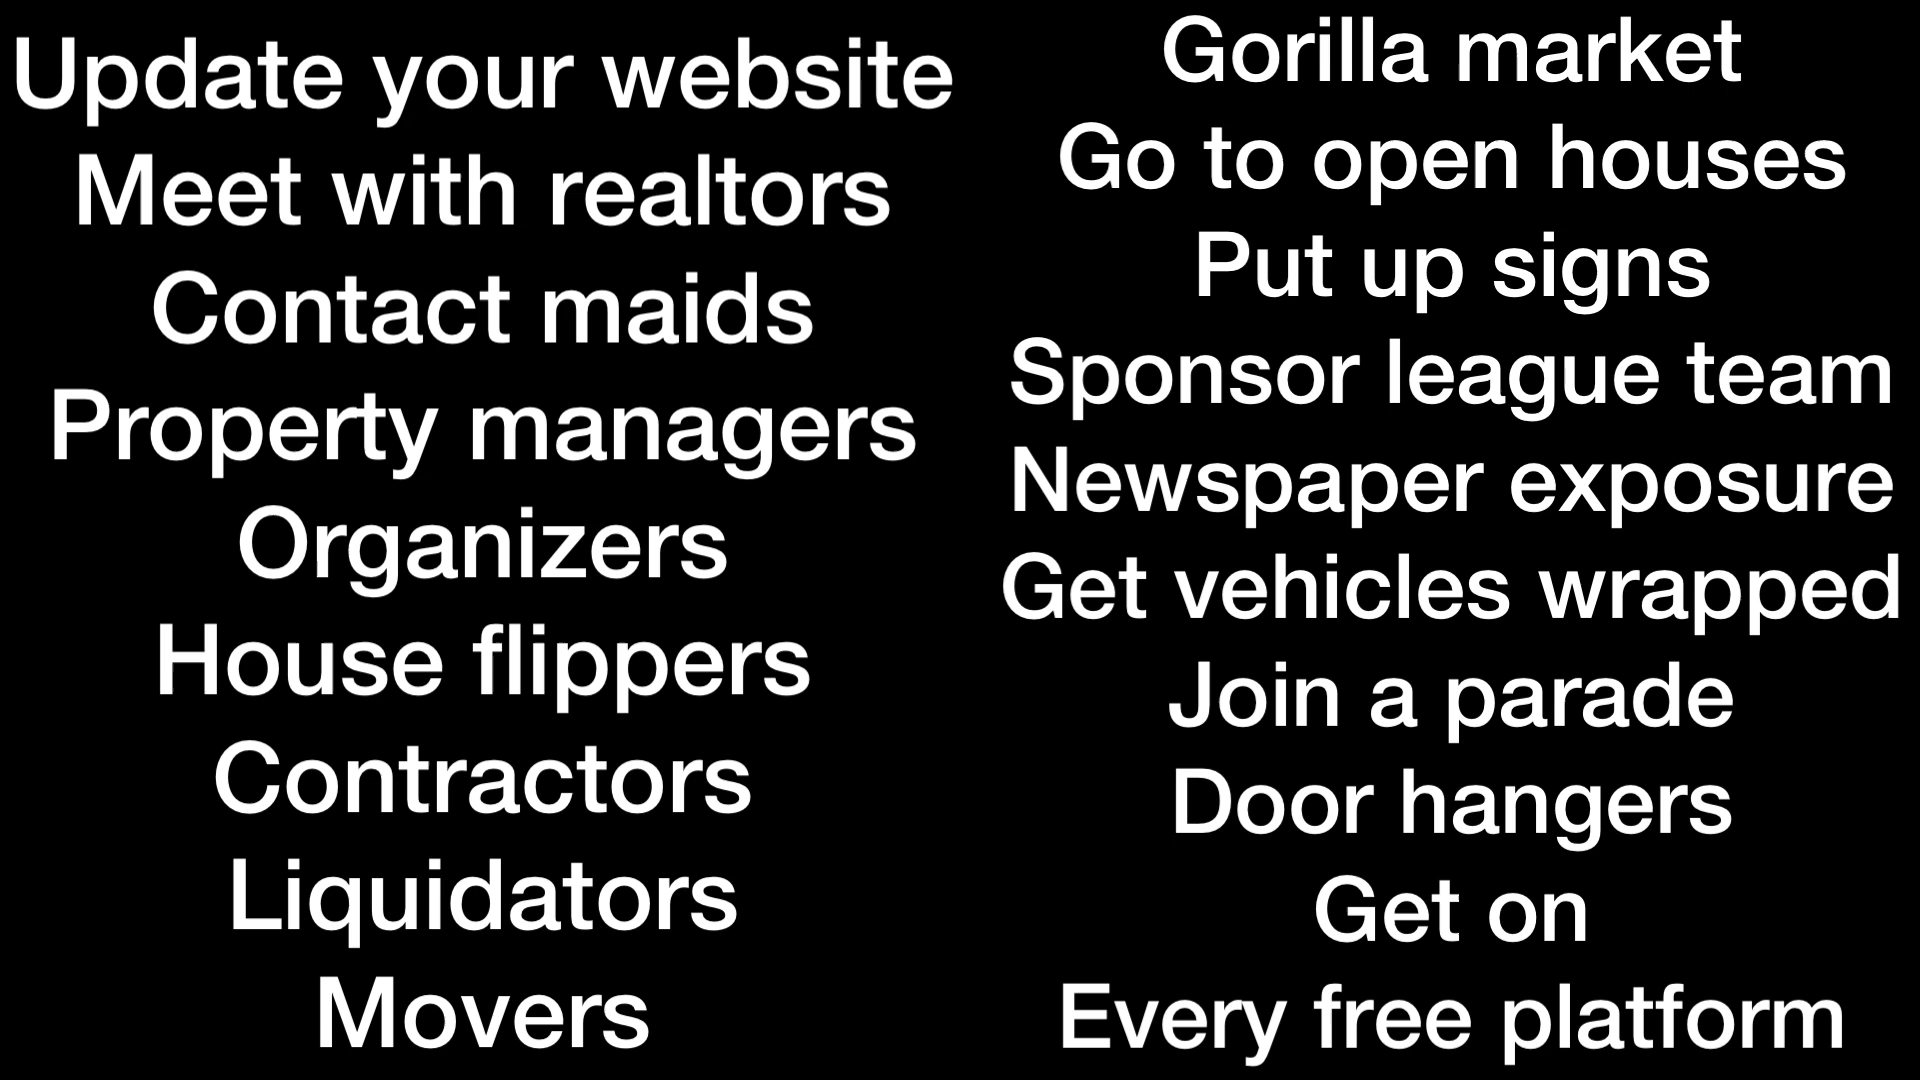 Update your website
Meet with realtors
Contact maids
Property managers
Organizers
House flippers
Contractors
Liquidators
Movers
Gorilla market
Go to open houses
Put up signs
Sponsor league team
Newspaper exposure
Get vehicles wrapped
Join a parade
Door hangers
Get on
Every free platform